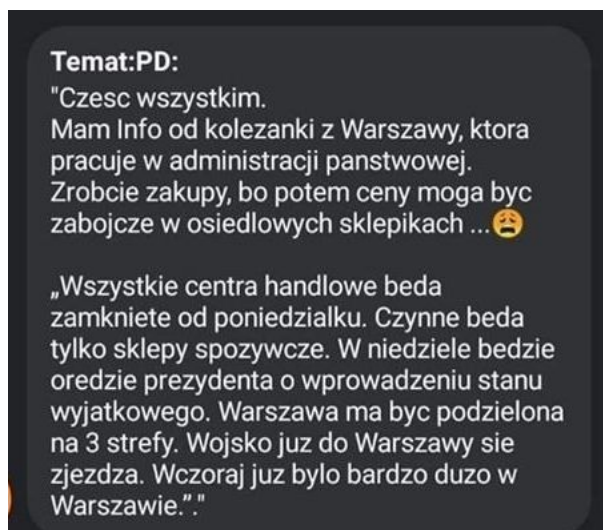 Temat:PD:
"Czesc wszystkim.
Mam Info od kolezanki z Warszawy, ktora
pracuje w administracji panstwowej.
Zrobcie zakupy, bo potem ceny moga byc
zabojcze w osiedlowych sklepikach ...😩
„Wszystkie centra handlowe beda
zamkniete od poniedzialku. Czynne beda
tylko sklepy spozywcze. W niedziele bedzie
oredzie prezydenta o wprowadzeniu stanu
wyjatkowego. Warszawa ma byc podzielona
na 3 strefy. Wojsko juz do Warszawy sie
zjezdza. Wczoraj juz bylo bardzo duzo w
Warszawie.”."